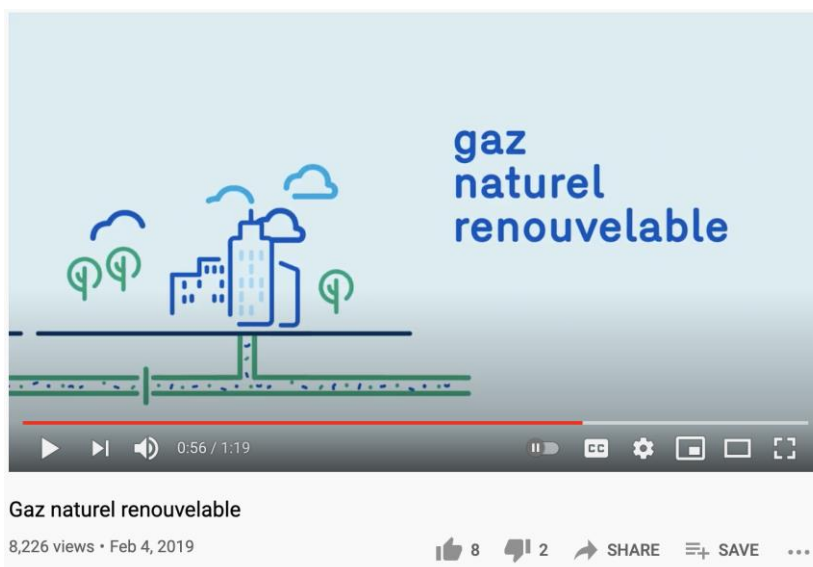 gaz
naturel
renouvelable
0:56 / 1:19
CC
Gaz naturel renouvelable
8,226 views • Feb 4, 2019
8
2
SHARE
SAVE